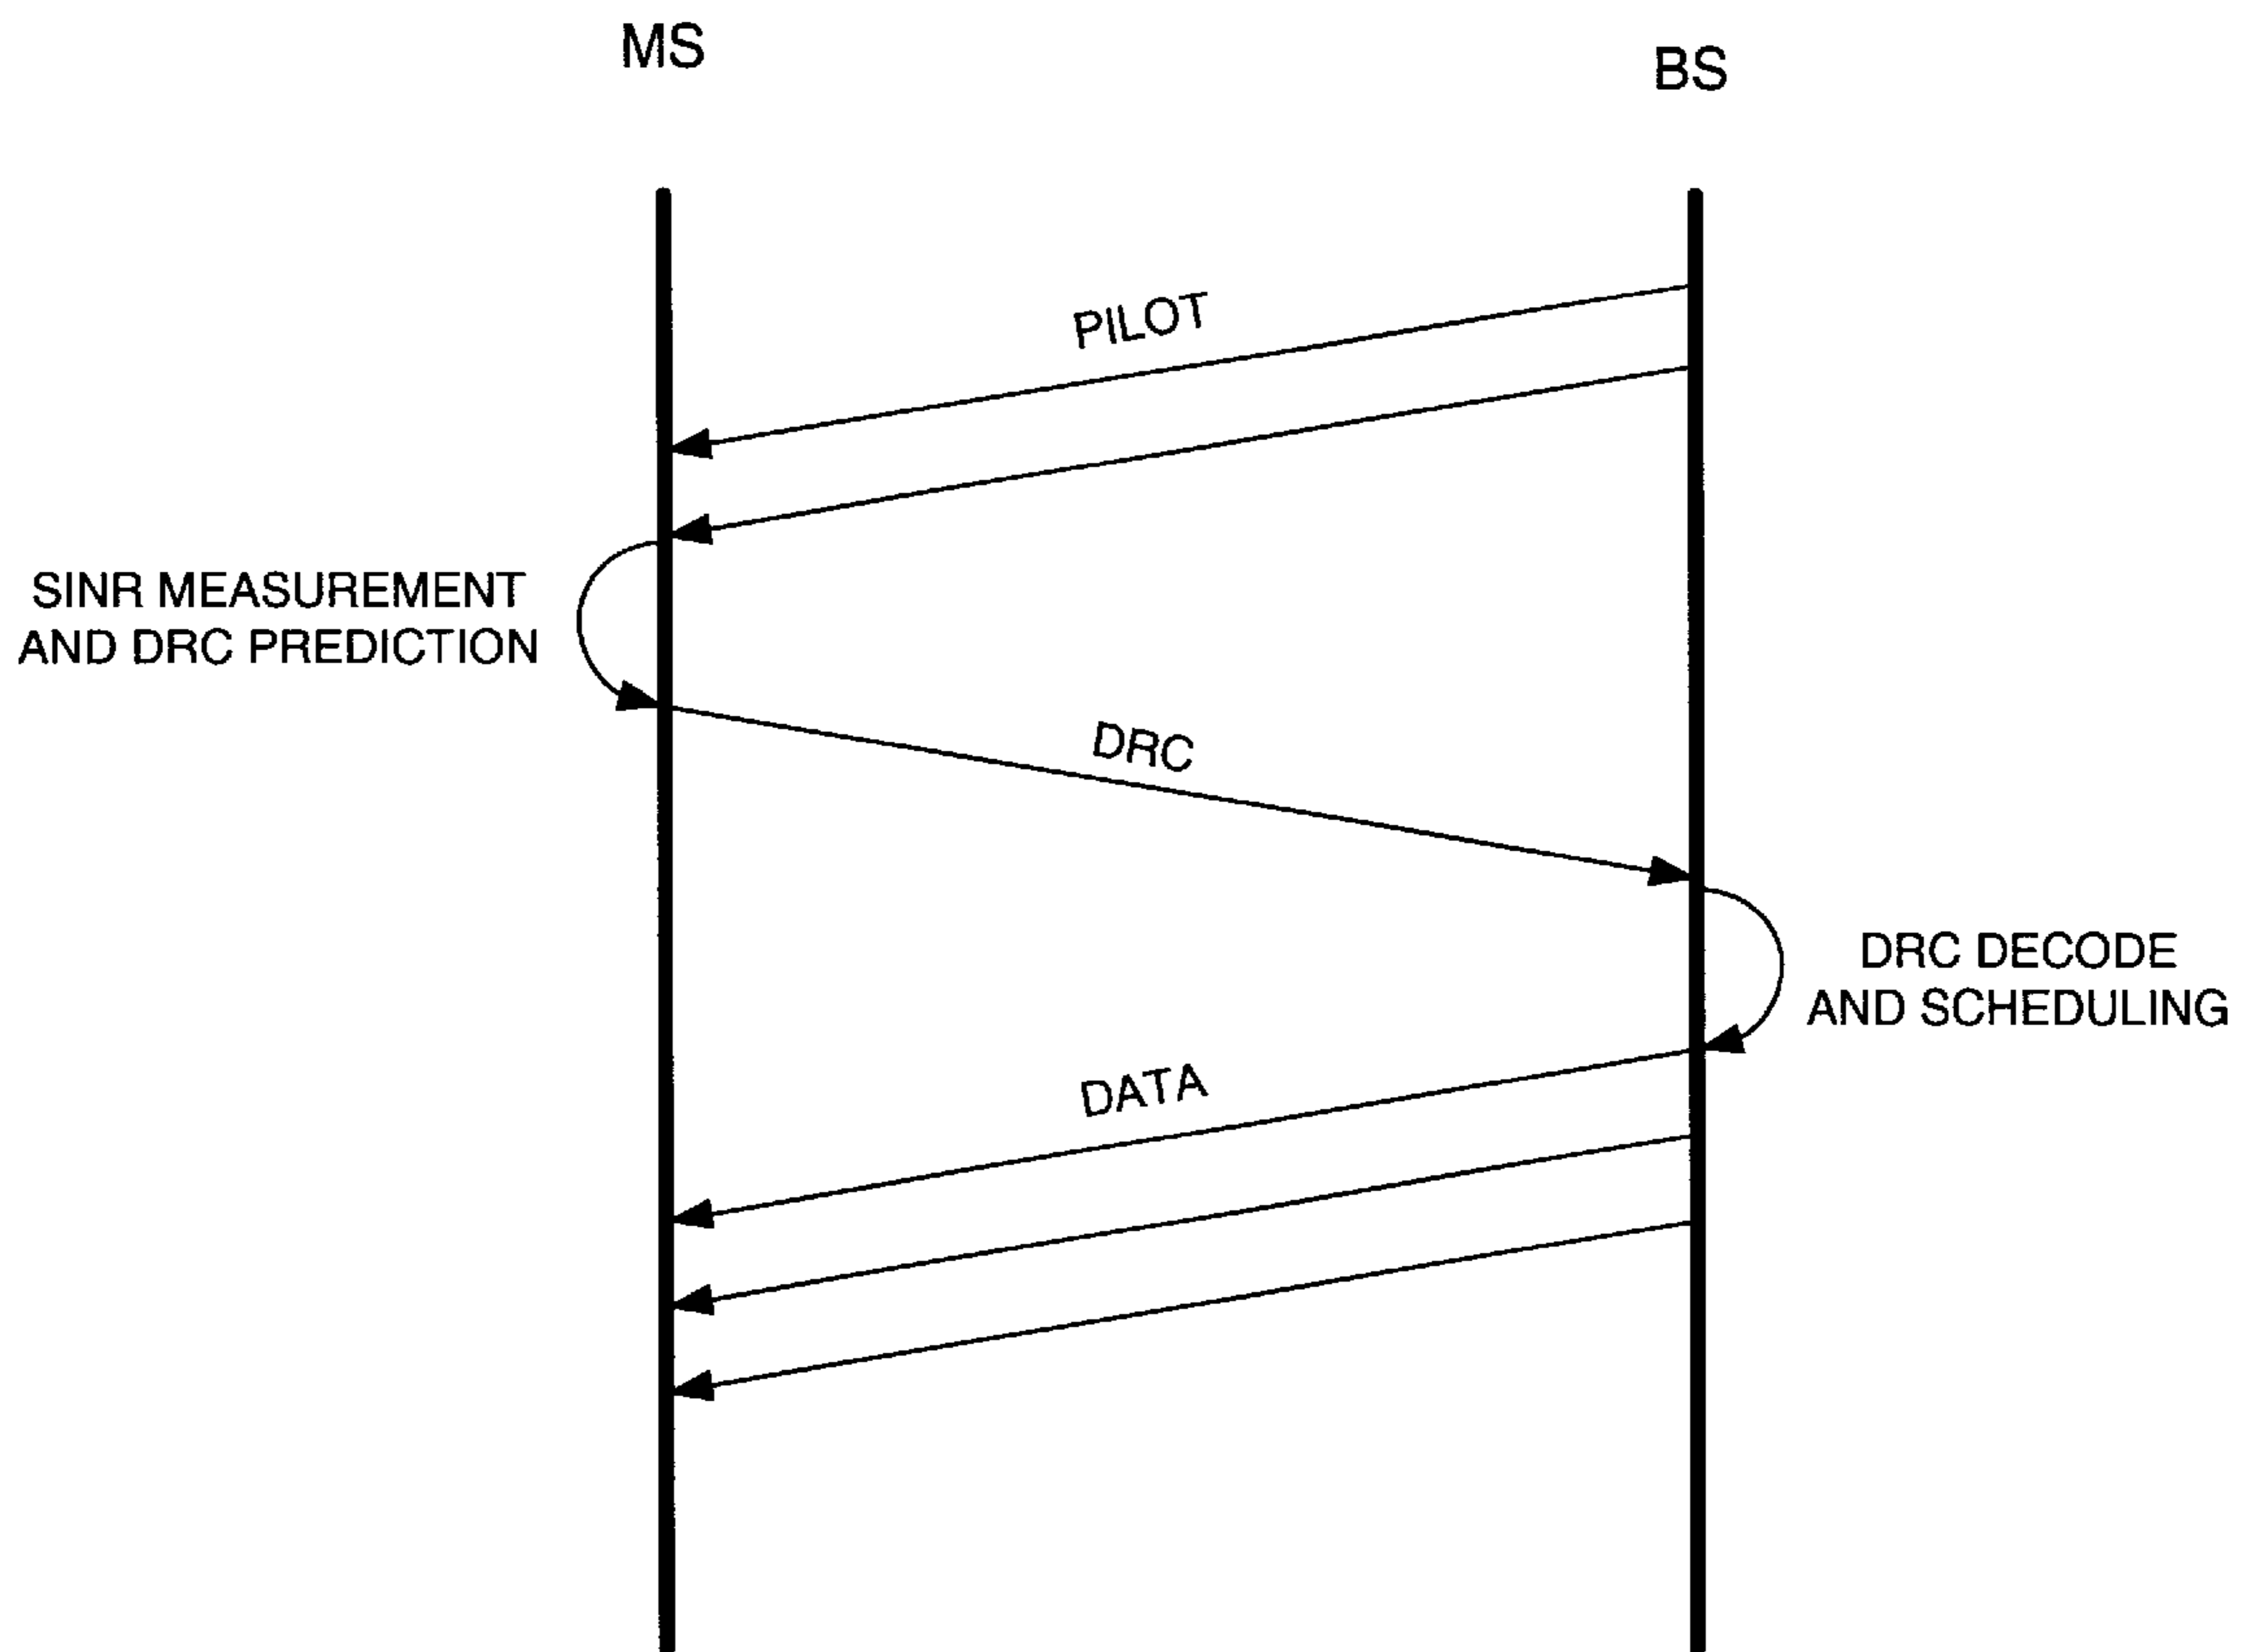 MS
BS
PILOT
SINR MEASUREMENT
AND DRC PREDICTION
DRC
DRC DECODE
AND SCHEDULING
DATA